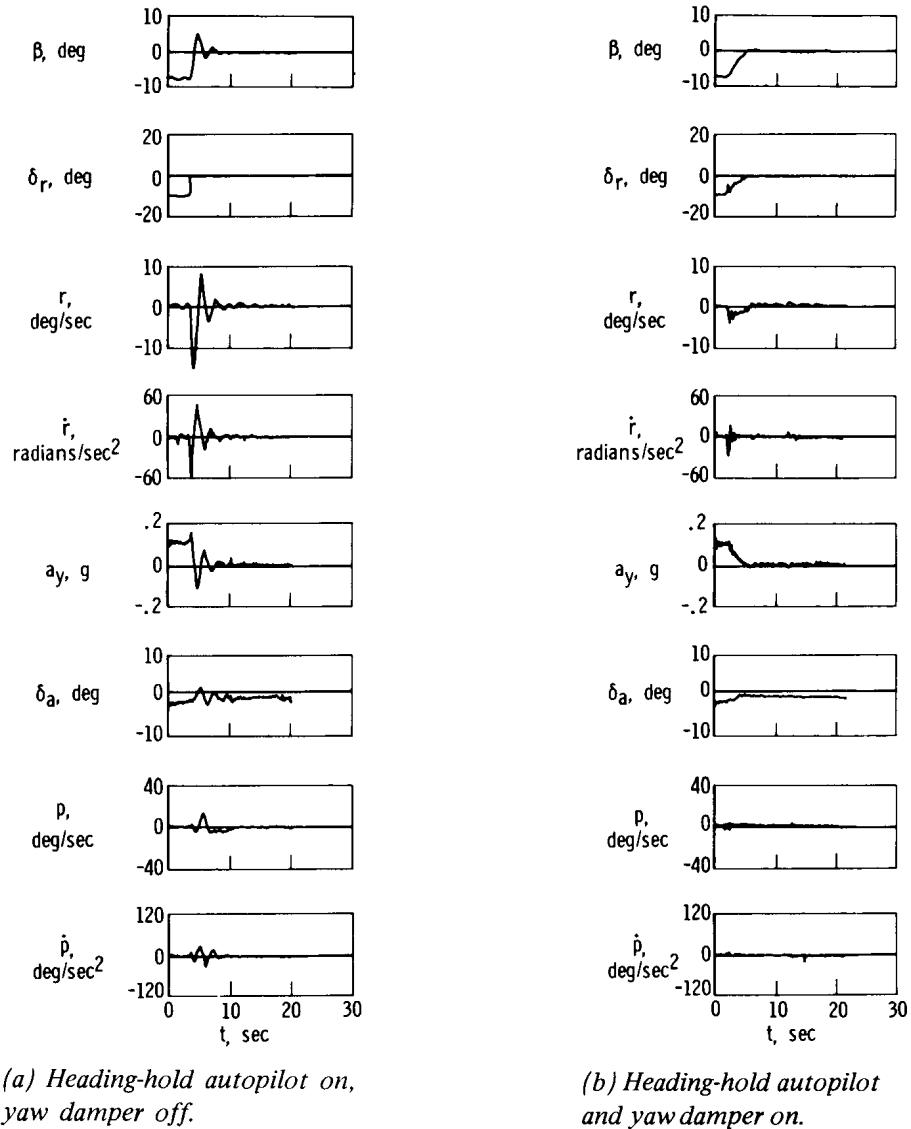 10
β, deg 0
-10
20
δr, deg 0
-20
10
r, 0
deg/sec
-10
60
ṙ, 0
radians/sec²
-60
.2
ay, g 0
-.2
10
δa, deg 0
-10
40
p, 0
deg/sec
-40
120
ṗ, 0
deg/sec²
-120
0 10 20 30
t, sec
(a) Heading-hold autopilot on,
yaw damper off.
10
β, deg 0
-10
20
δr, deg 0
-20
10
r, 0
deg/sec
-10
60
ṙ, 0
radians/sec²
-60
.2
ay, g 0
-.2
10
δa, deg 0
-10
40
p, 0
deg/sec
-40
120
ṗ, 0
deg/sec²
-120
0 10 20 30
t, sec
(b) Heading-hold autopilot
and yaw damper on.